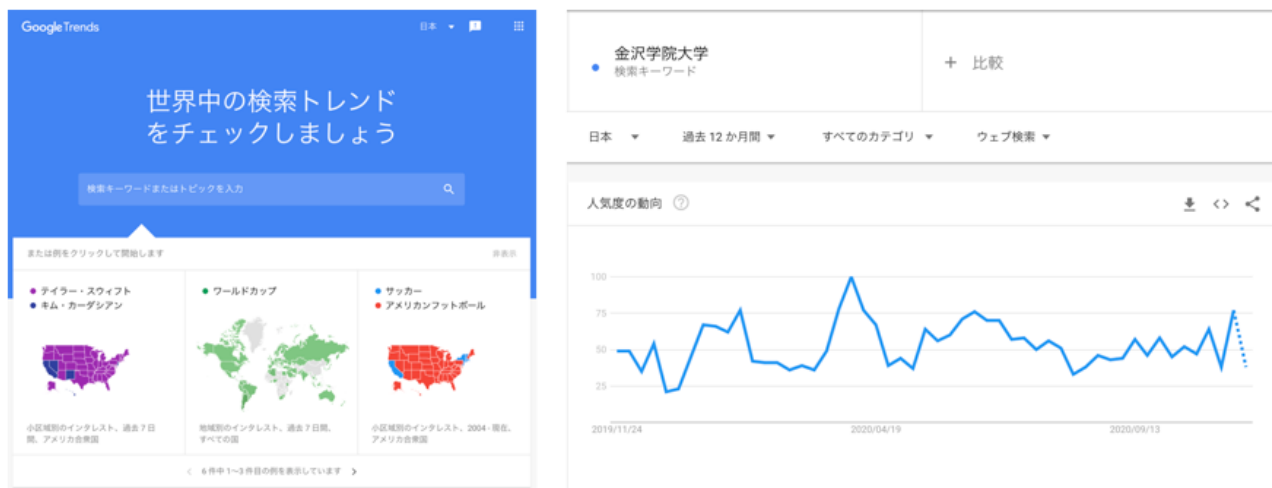 Google Trends
日本
世界中の検索トレンド
をチェックしましょう
検索キーワードまたはトピックを入力
または例をクリックして開始します
非表示
テイラー・スウィフト
キム・カーダシアン
小区域別のインタレスト、過去 7 日
間、アメリカ合衆国
ワールドカップ
地域別のインタレスト、過去 7 日間、
すべての国
サッカー
アメリカンフットボール
小区域別のインタレスト、2004 - 現在、
アメリカ合衆国
6 件中 1～3 件目の例を表示しています
金沢学院大学
検索キーワード
+ 比較
日本
過去 12 か月間
すべてのカテゴリ
ウェブ検索
人気度の動向
100
75
50
25
2019/11/24
2020/04/19
2020/09/13